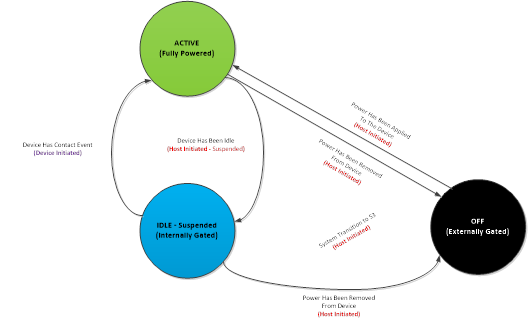 ACTIVE
(Fully Powered)
Power Has Been Applied
To The Device
(Host Initiated)
Device Has Contact Event
(Device Initiated)
Device Has Been Idle
(Host Initiated - Suspended)
Power Has Been Removed
From Device
(Host Initiated)
IDLE - Suspended
(Internally Gated)
OFF
(Externally Gated)
System Transition to S3
(Host Initiated)
Power Has Been Removed
From Device
(Host Initiated)